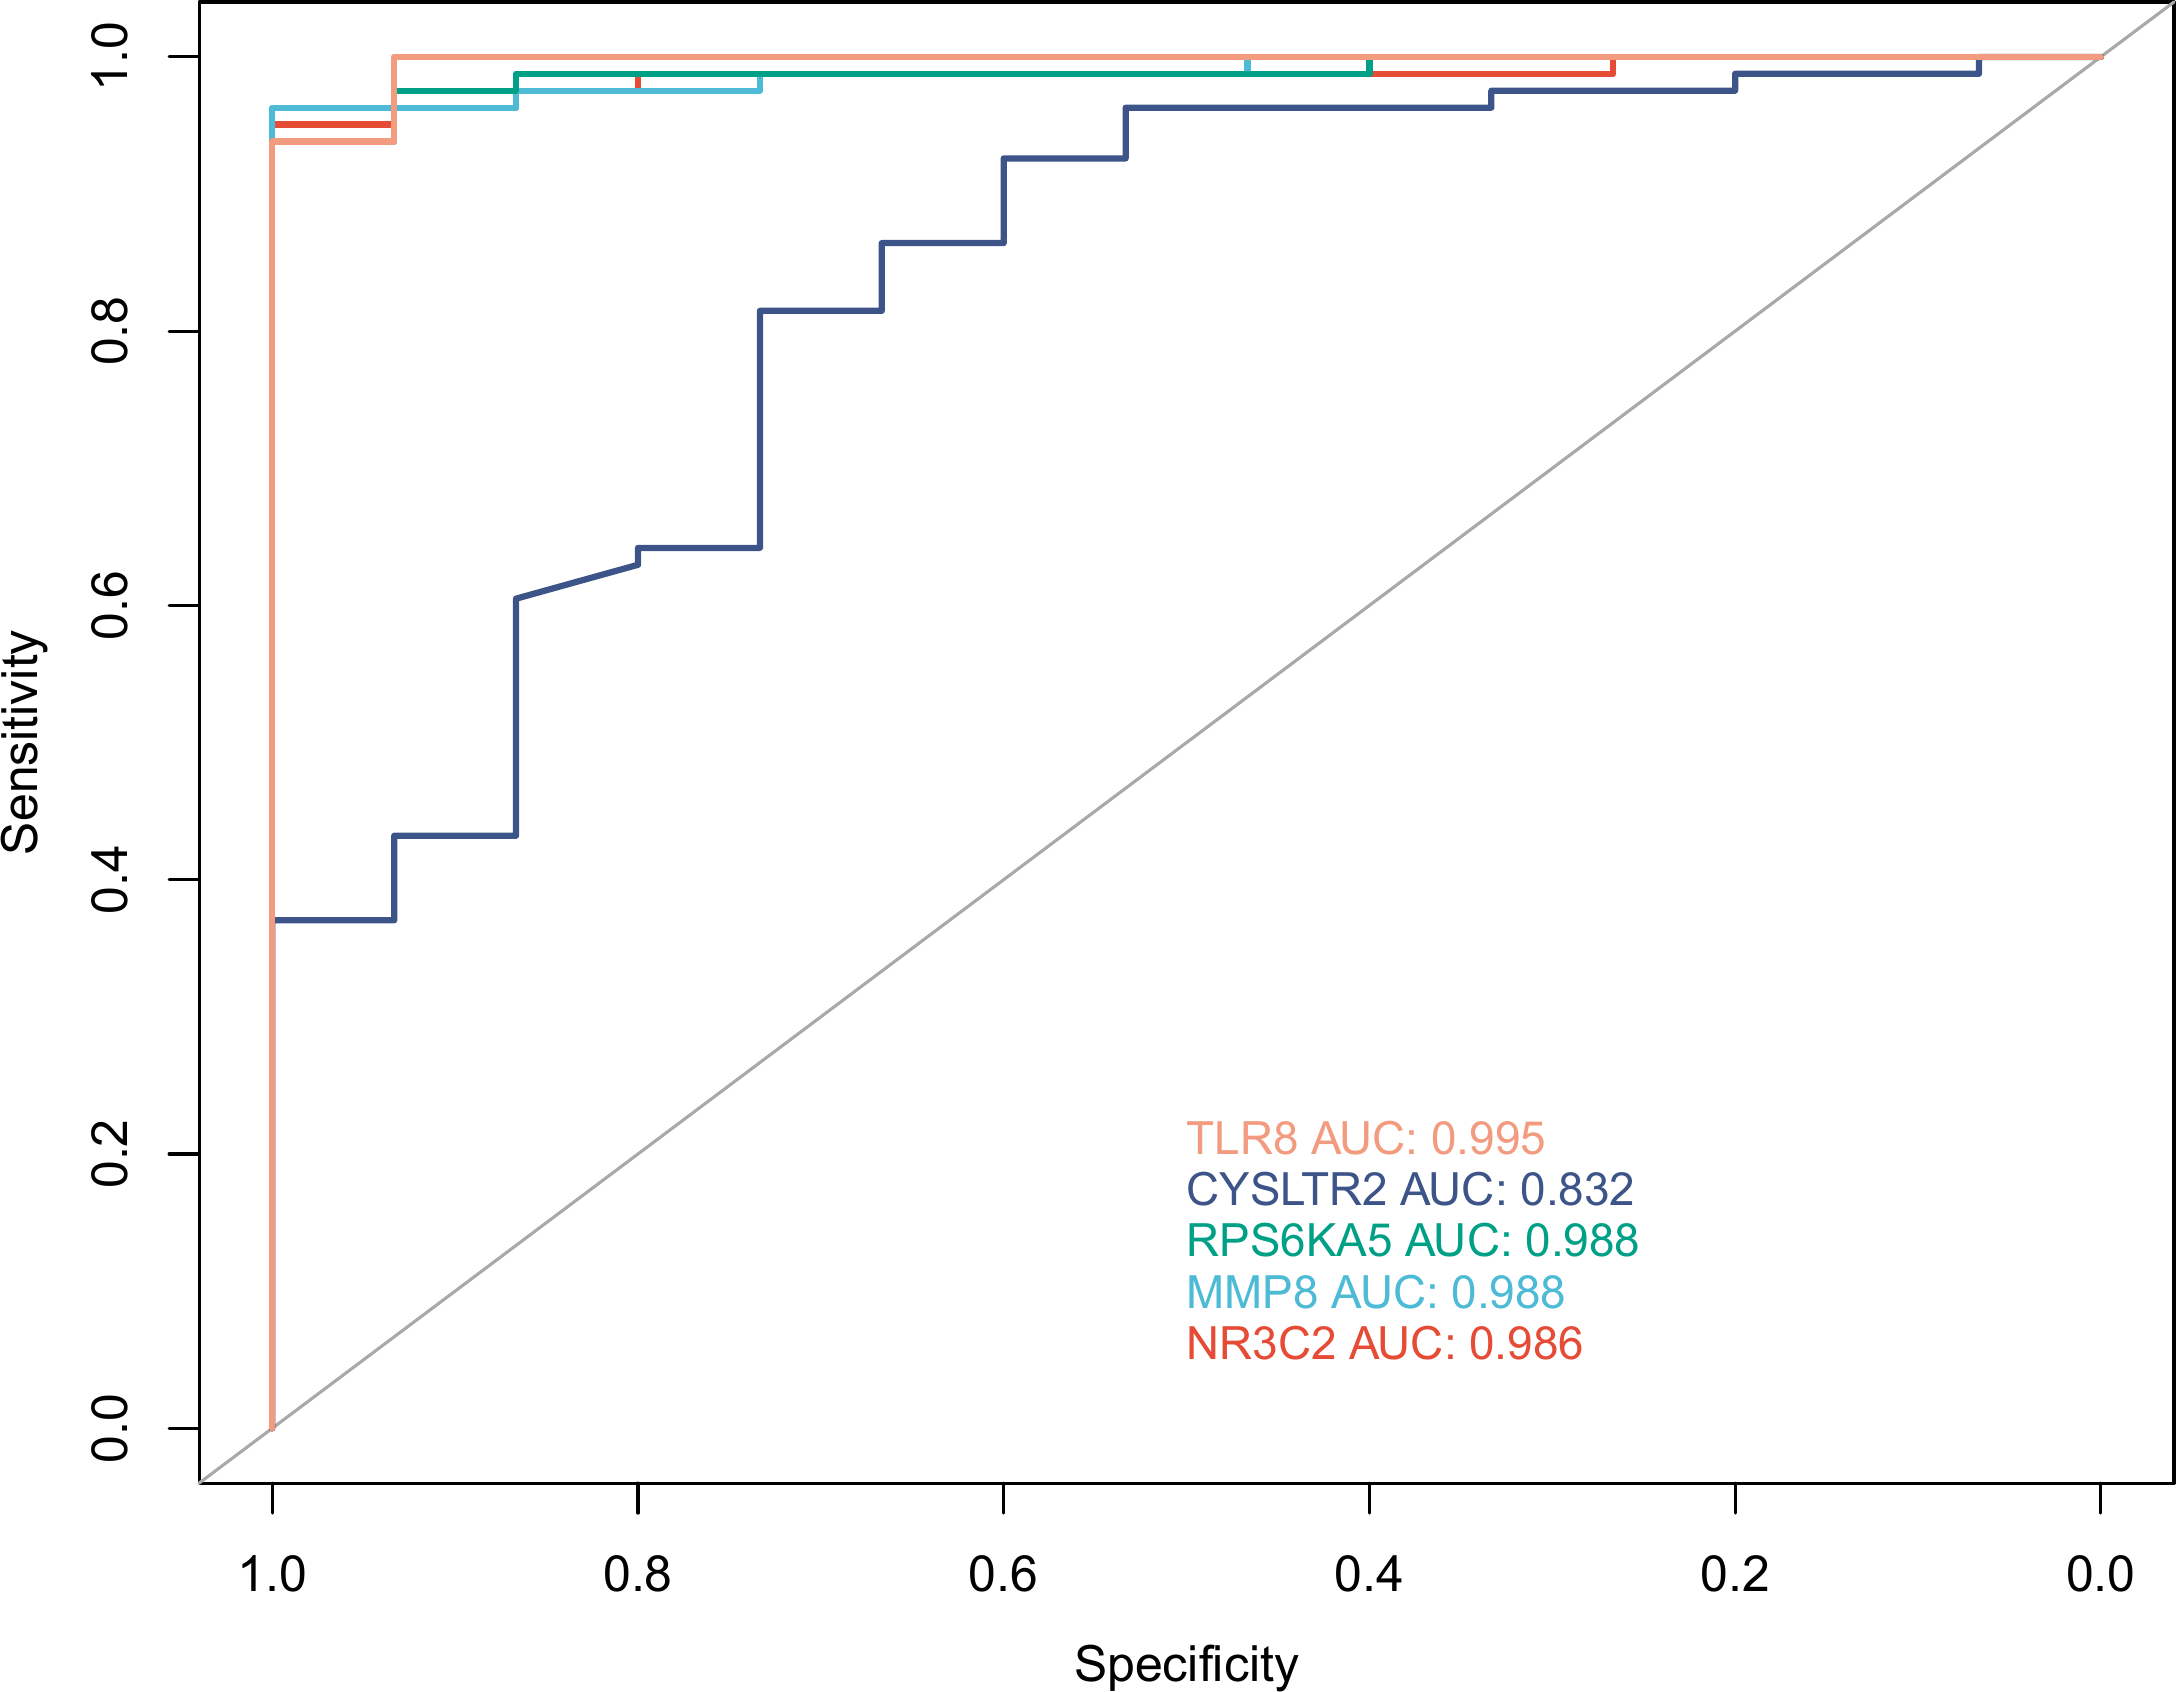 1.0
0.8
0.6
0.4
0.2
0.0
Sensitivity
TLR8 AUC: 0.995
CYSLTR2 AUC: 0.832
RPS6KA5 AUC: 0.988
MMP8 AUC: 0.988
NR3C2 AUC: 0.986
1.0 0.8 0.6 0.4 0.2 0.0
Specificity